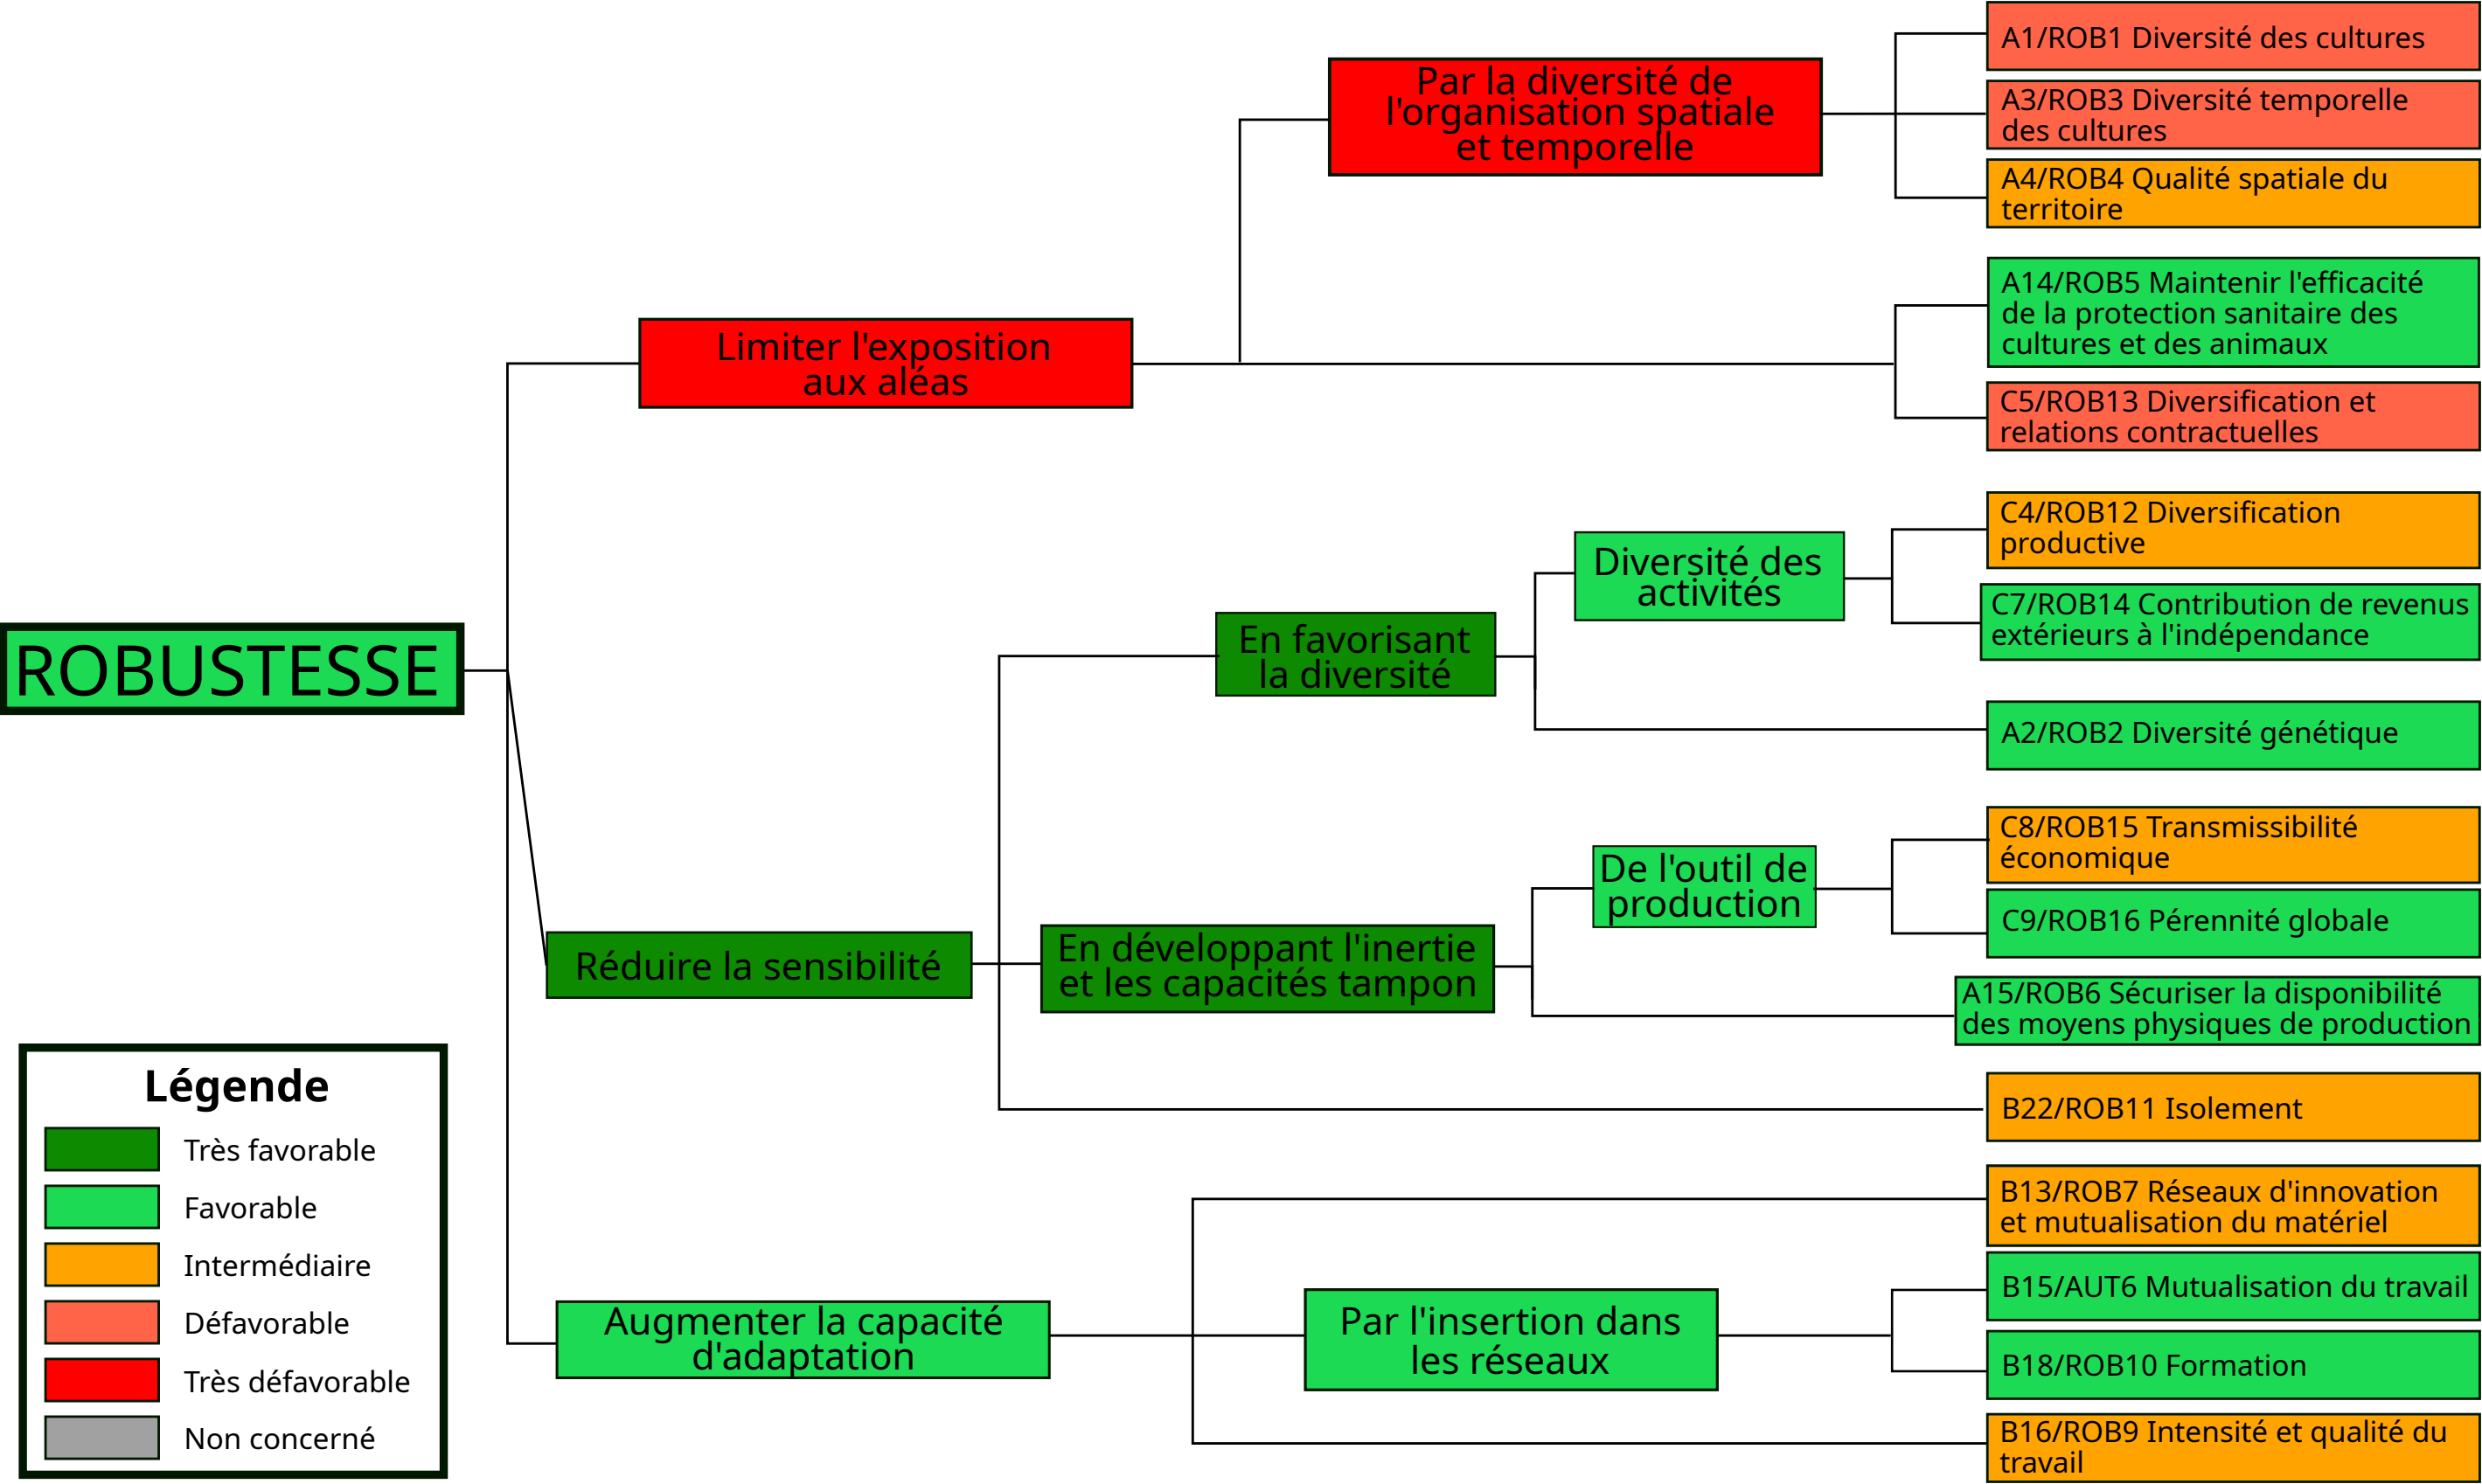 A1/ROB1 Diversité des cultures
Par la diversité de
l'organisation spatiale
et temporelle
A3/ROB3 Diversité temporelle
des cultures
A4/ROB4 Qualité spatiale du
territoire
A14/ROB5 Maintenir l'efficacité
de la protection sanitaire des
cultures et des animaux
Limiter l'exposition
aux aléas
C5/ROB13 Diversification et
relations contractuelles
C4/ROB12 Diversification
productive
Diversité des
activités
C7/ROB14 Contribution de revenus
extérieurs à l'indépendance
En favorisant
la diversité
ROBUSTESSE
A2/ROB2 Diversité génétique
C8/ROB15 Transmissibilité
économique
De l'outil de
production
C9/ROB16 Pérennité globale
Réduire la sensibilité
En développant l'inertie
et les capacités tampon
A15/ROB6 Sécuriser la disponibilité
des moyens physiques de production
B22/ROB11 Isolement
B13/ROB7 Réseaux d'innovation
et mutualisation du matériel
B15/AUT6 Mutualisation du travail
Augmenter la capacité
d'adaptation
Par l'insertion dans
les réseaux
B18/ROB10 Formation
B16/ROB9 Intensité et qualité du
travail
Légende
Très favorable
Favorable
Intermédiaire
Défavorable
Très défavorable
Non concerné